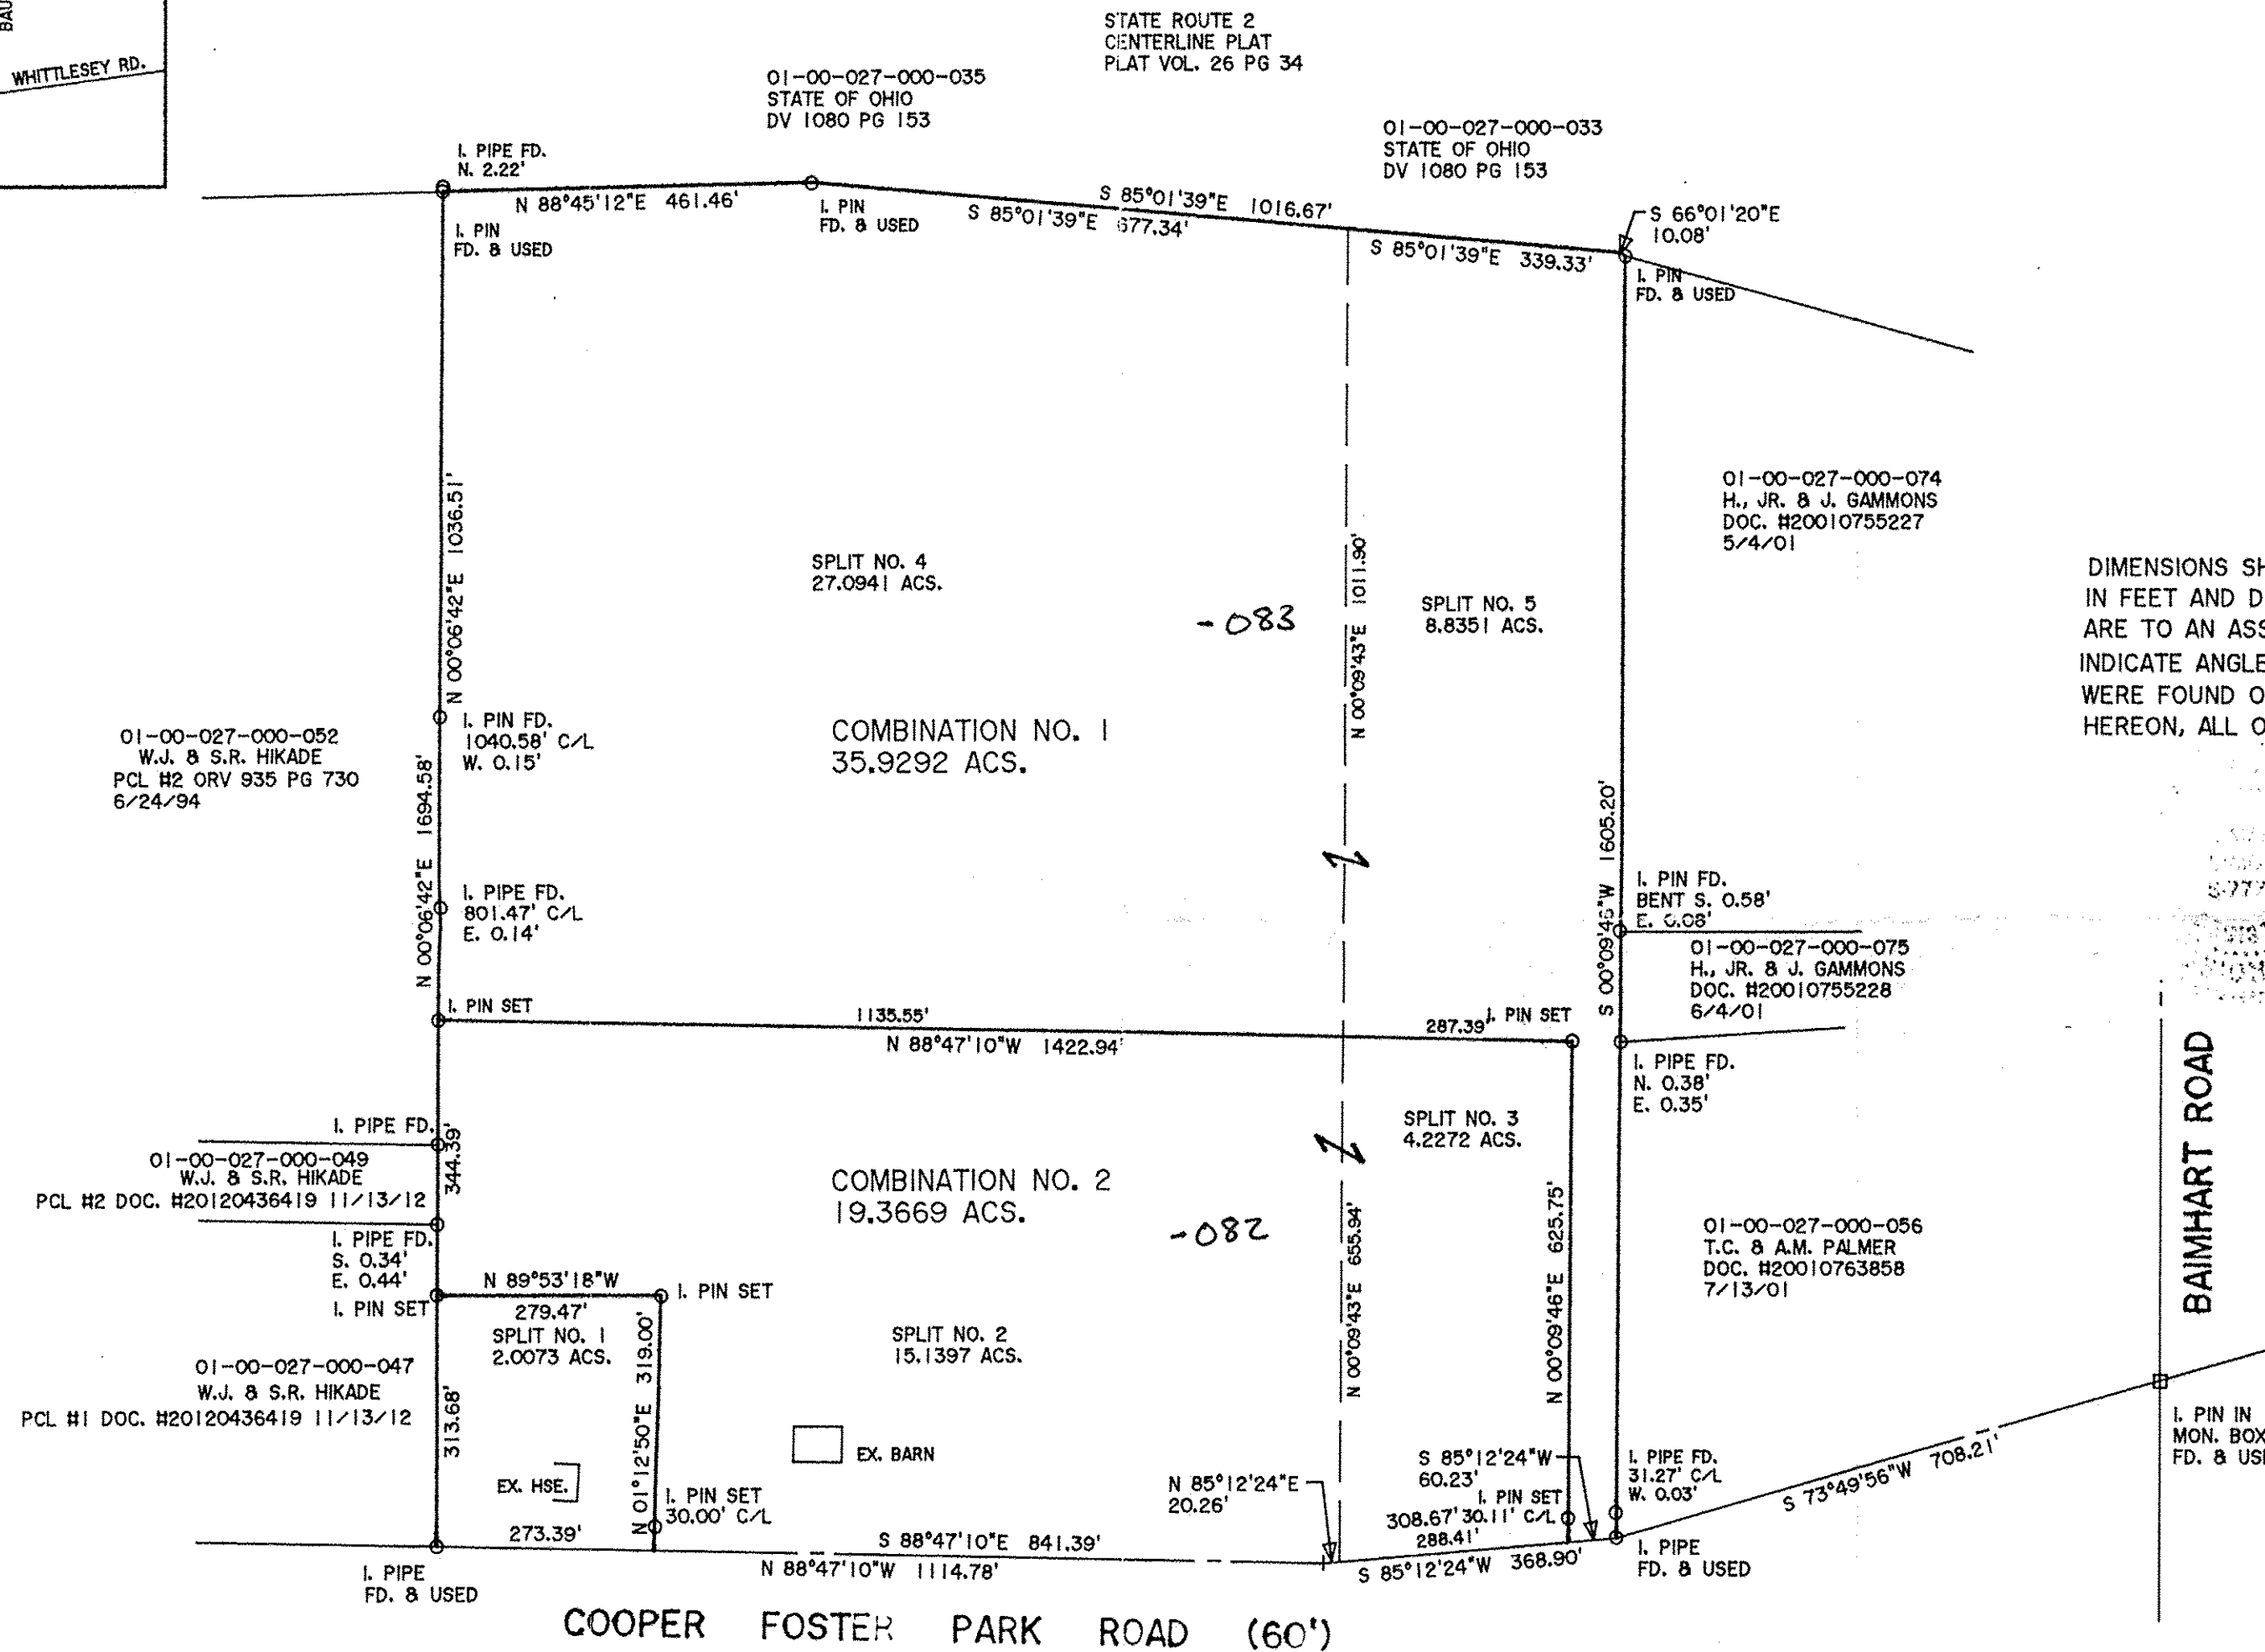 BAU
WHITTLESEY RD.
STATE ROUTE 2
CENTERLINE PLAT
PLAT VOL. 26 PG 34
01-00-027-000-035
STATE OF OHIO
DV 1080 PG 153
01-00-027-000-033
STATE OF OHIO
DV 1080 PG 153
I. PIPE FD.
N. 2.22'
N 88°45'12"E 461.46'
I. PIN
FD. & USED
I. PIN
FD. & USED
S 85°01'39"E 1016.67'
S 85°01'39"E 677.34'
S 85°01'39"E 339.33'
S 66°01'20"E
10.08'
I. PIN
FD. & USED
N 00°06'42"E 1036.51'
01-00-027-000-074
H., JR. & J. GAMMONS
DOC. #20010755227
5/4/01
DIMENSIONS SH
IN FEET AND D
ARE TO AN ASS
INDICATE ANGLE
WERE FOUND O
HEREON, ALL O
SPLIT NO. 4
27.0941 ACS.
-083
N 00°09'43"E 1011.90'
SPLIT NO. 5
8.8351 ACS.
COMBINATION NO. 1
35.9292 ACS.
01-00-027-000-052
W.J. & S.R. HIKADE
PCL #2 ORV 935 PG 730
6/24/94
I. PIN FD.
1040.58' C/L
W. 0.15'
N 00°06'42"E 1694.58'
I. PIPE FD.
801.47' C/L
E. 0.14'
S 00°09'46"W 1605.20'
I. PIN FD.
BENT S. 0.58'
E. 0.08'
01-00-027-000-075
H., JR. & J. GAMMONS
DOC. #20010755228
6/4/01
I. PIN SET
1135.55'
287.39'
I. PIN SET
N 88°47'10"W 1422.94'
I. PIPE FD.
N. 0.38'
E. 0.35'
BAIMHART ROAD
I. PIPE FD.
344.39'
01-00-027-000-049
W.J. & S.R. HIKADE
PCL #2 DOC. #20120436419 11/13/12
I. PIPE FD.
S. 0.34'
E. 0.44'
I. PIN SET
SPLIT NO. 3
4.2272 ACS.
COMBINATION NO. 2
19.3669 ACS.
-082
N 00°09'43"E 655.94'
N 00°09'46"E 625.75'
01-00-027-000-056
T.C. & A.M. PALMER
DOC. #20010763858
7/13/01
N 89°53'18"W
279.47'
I. PIN SET
SPLIT NO. 1
2.0073 ACS.
N 01°12'50"E 319.00'
SPLIT NO. 2
15.1397 ACS.
01-00-027-000-047
W.J. & S.R. HIKADE
PCL #1 DOC. #20120436419 11/13/12
313.68'
EX. HSE.
EX. BARN
I. PIN SET
30.00' C/L
273.39'
S 88°47'10"E 841.39'
N 88°47'10"W 1114.78'
N 85°12'24"E
20.26'
S 85°12'24"W
60.23'
I. PIN SET
308.67' 30.11' C/L
288.41'
S 85°12'24"W 368.90'
I. PIPE FD.
31.27' C/L
W. 0.03'
I. PIPE
FD. & USED
S 73°49'56"W 708.21'
I. PIN IN
MON. BOX
FD. & USE
I. PIPE
FD. & USED
COOPER FOSTER PARK ROAD (60')